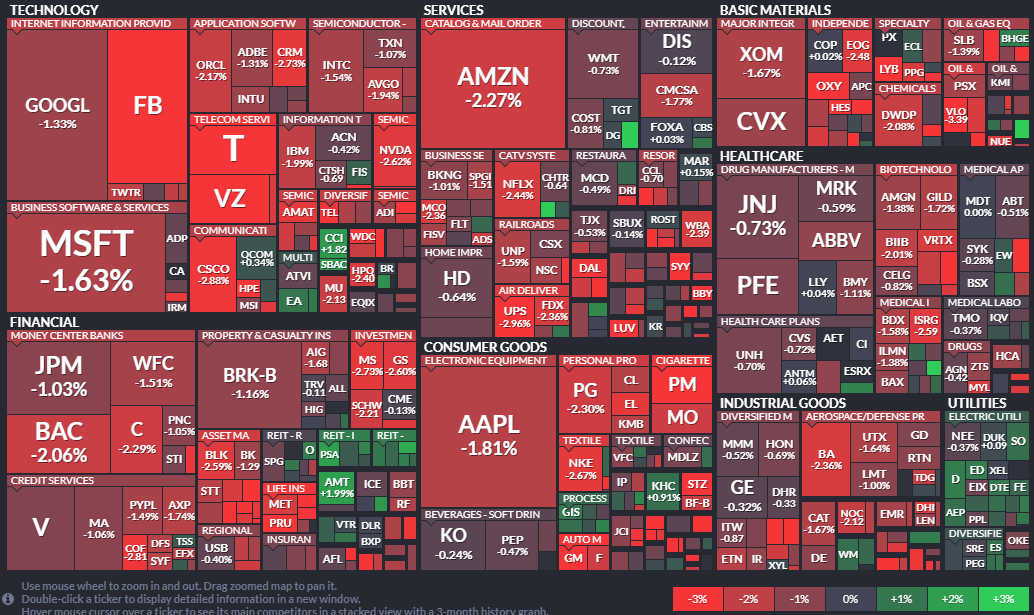 TECHNOLOGY
INTERNET INFORMATION PROVID
GOOGL
-1.33%
FB
TWTR
APPLICATION SOFTW
ORCL
-2.17%
ADBE
-1.31%
CRM
-2.73%
INTU
SEMICONDUCTOR -
INTC
-1.54%
TXN
-1.07%
AVGO
-1.94%
BUSINESS SOFTWARE & SERVICES
MSFT
-1.63%
ADP
CA
IRM
TELECOM SERVI
T
VZ
INFORMATION T
IBM
-1.99%
ACN
-0.42%
CTSH
-0.69
FIS
SEMIC
NVDA
-2.62%
COMMUNICATI
CSCO
-2.88%
QCOM
+0.34%
HPE
MSI
SEMIC
AMAT
DIVERSIF
TEL
SEMIC
ADI
MULTI
ATVI
EA
CCI
+1.82
SBAC
WDC
MU
-2.13
HPQ
-2.40
BR
EQIX
FINANCIAL
MONEY CENTER BANKS
JPM
-1.03%
WFC
-1.51%
BAC
-2.06%
C
-2.29%
PNC
-1.05%
STI
PROPERTY & CASUALTY INS
BRK-B
-1.16%
AIG
-1.68
TRV
-0.11
ALL
HIG
INVESTMEN
MS
-2.73%
GS
-2.60%
SCHW
-2.21
CME
-0.13%
CREDIT SERVICES
V
MA
-1.06%
PYPL
-1.49%
AXP
-1.74%
COF
-2.81
DFS
SYF
TSS
EFX
ASSET MA
BLK
-2.59%
BK
-1.29
STT
REGIONAL
USB
-0.40%
REIT - R
SPG
O
LIFE INS
MET
PRU
INSURAN
REIT - I
PSA
AMT
+1.99%
REIT -
ICE
BBT
RF
VTR
DLR
BXP
AFL
SERVICES
CATALOG & MAIL ORDER
AMZN
-2.27%
DISCOUNT,
WMT
-0.73%
COST
-0.81%
TGT
DG
ENTERTAINM
DIS
-0.12%
CMCSA
-1.77%
FOXA
+0.03%
CBS
BUSINESS SE
BKNG
-1.01%
SPGI
-1.51
MCO
-2.36
FLT
FISV
ADS
CATV SYSTE
NFLX
-2.44%
CHTR
-0.64
RESTAURA
MCD
-0.49%
DRI
RESOR
CCL
-0.70
MAR
+0.15%
RAILROADS
UNP
-1.59%
CSX
NSC
TJX
-0.53%
SBUX
-0.14%
ROST
WBA
-2.39
HOME IMPR
HD
-0.64%
AIR DELIVER
UPS
-2.96%
FDX
-2.36%
DAL
SYY
BBY
LUV
KR
CONSUMER GOODS
ELECTRONIC EQUIPMENT
AAPL
-1.81%
PERSONAL PRO
PG
-2.30%
CL
EL
KMB
CIGARETTE
PM
MO
TEXTILE
NKE
-2.67%
TEXTILE
VFC
CONFEC
MDLZ
PROCESS
GIS
IP
KHC
+0.91%
STZ
BF-B
BEVERAGES - SOFT DRIN
KO
-0.24%
PEP
-0.47%
AUTO M
GM
F
JCI
BASIC MATERIALS
MAJOR INTEGR
XOM
-1.67%
CVX
INDEPENDE
COP
+0.02%
EOG
-2.48
OXY
APC
HES
SPECIALTY
PX
ECL
LYB
PPG
CHEMICALS
DWDP
-2.08%
OIL & GAS EQ
SLB
-1.39%
BHGE
OIL &
PSX
VLO
-3.39
OIL &
KMI
NUE
HEALTHCARE
DRUG MANUFACTURERS - M
JNJ
-0.73%
MRK
-0.59%
ABBV
PFE
LLY
+0.04%
BMY
-1.11%
BIOTECHNOLO
AMGN
-1.38%
GILD
-1.72%
BIIB
-2.01%
VRTX
CELG
-0.82%
MEDICAL AP
MDT
0.00%
ABT
-0.51%
SYK
-0.28%
EW
BSX
HEALTH CARE PLANS
UNH
-0.70%
CVS
-0.72%
AET
CI
ANTM
+0.06%
ESRX
MEDICAL I
BDX
-1.58%
ISRG
-2.59
ILMN
-1.38%
BAX
MEDICAL LABO
TMO
-0.37%
IQV
DRUGS
AGN
-0.42
ZTS
MYL
HCA
INDUSTRIAL GOODS
DIVERSIFIED M
MMM
-0.52%
HON
-0.69%
GE
-0.32%
DHR
-0.33
ITW
-0.87
ETN
IR
XYL
AEROSPACE/DEFENSE PR
BA
-2.36%
UTX
-1.64%
GD
RTN
LMT
-1.00%
TDG
CAT
-1.67%
NOC
-2.12
DE
WM
EMR
DHI
LEN
UTILITIES
ELECTRIC UTILI
NEE
-0.37%
DUK
+0.09
SO
D
ED
XEL
EIX
DTE
FE
AEP
PPL
DIVERSIFIE
SRE
ES
PEG
OKE
Use mouse wheel to zoom in and out. Drag zoomed map to pan it.
Double-click a ticker to display detailed information in a new window.
Hover mouse cursor over a ticker to see its main competitors in a stacked view with a 3-month history graph.
-3%
-2%
-1%
0%
+1%
+2%
+3%